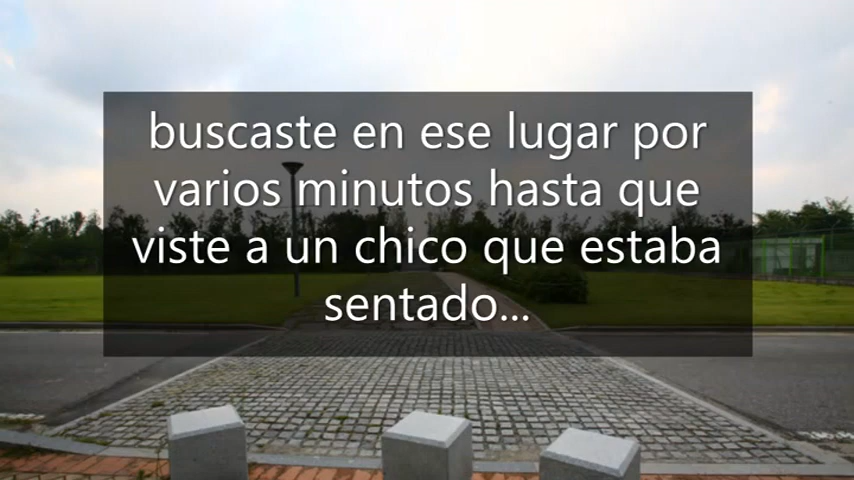 buscaste en ese lugar por
varios minutos hasta que
viste a un chico que estaba
sentado...